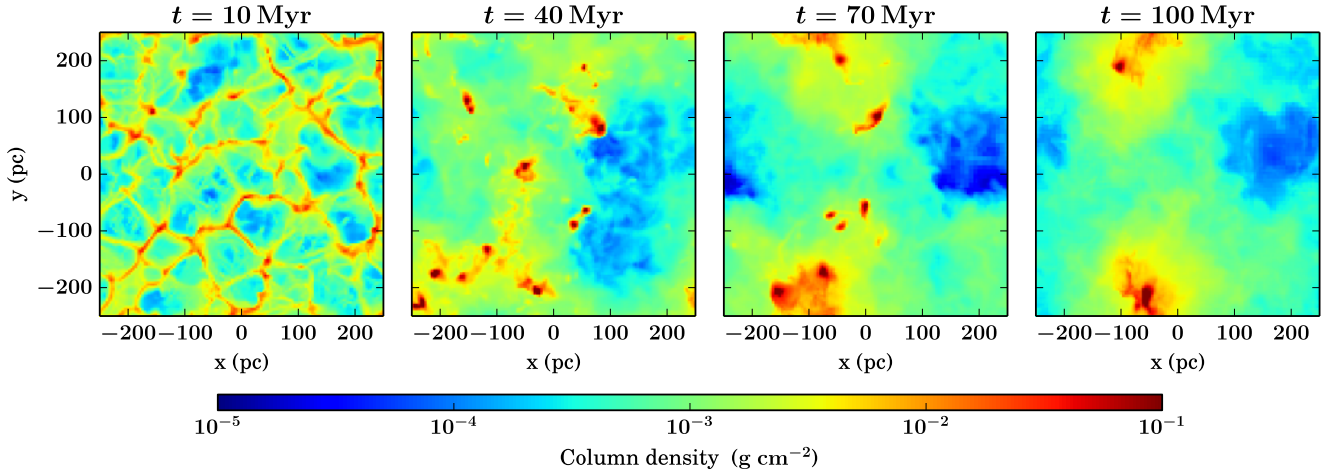 t = 10 Myr t = 40 Myr t = 70 Myr t = 100 Myr
200
100
0
−100
−200
y (pc)
−200 −100 0 100 200 −200 −100 0 100 200 −200 −100 0 100 200 −200 −100 0 100 200
x (pc) x (pc) x (pc) x (pc)
10⁻⁵ 10⁻⁴ 10⁻³ 10⁻² 10⁻¹
Column density (g cm⁻²)